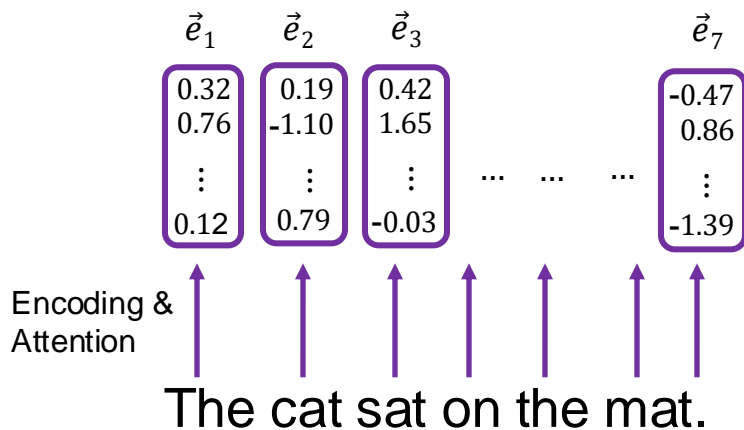 e⃗₁ e⃗₂ e⃗₃ e⃗₇
0.32 0.19 0.42 -0.47
0.76 -1.10 1.65 0.86
⋮ ⋮ ⋮ ... ... ... ⋮
0.12 0.79 -0.03 -1.39
Encoding &
Attention
The cat sat on the mat.